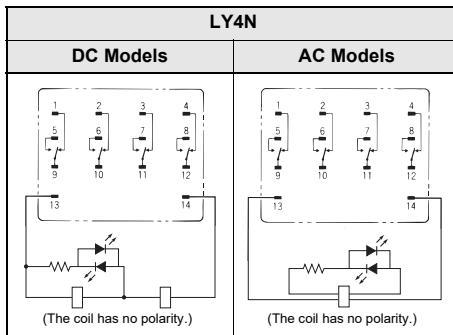 LY4N
DC Models AC Models
1 2 3 4 1 2 3 4
5 6 7 8 5 6 7 8
9 10 11 12 9 10 11 12
13 14 13 14
(The coil has no polarity.) (The coil has no polarity.)